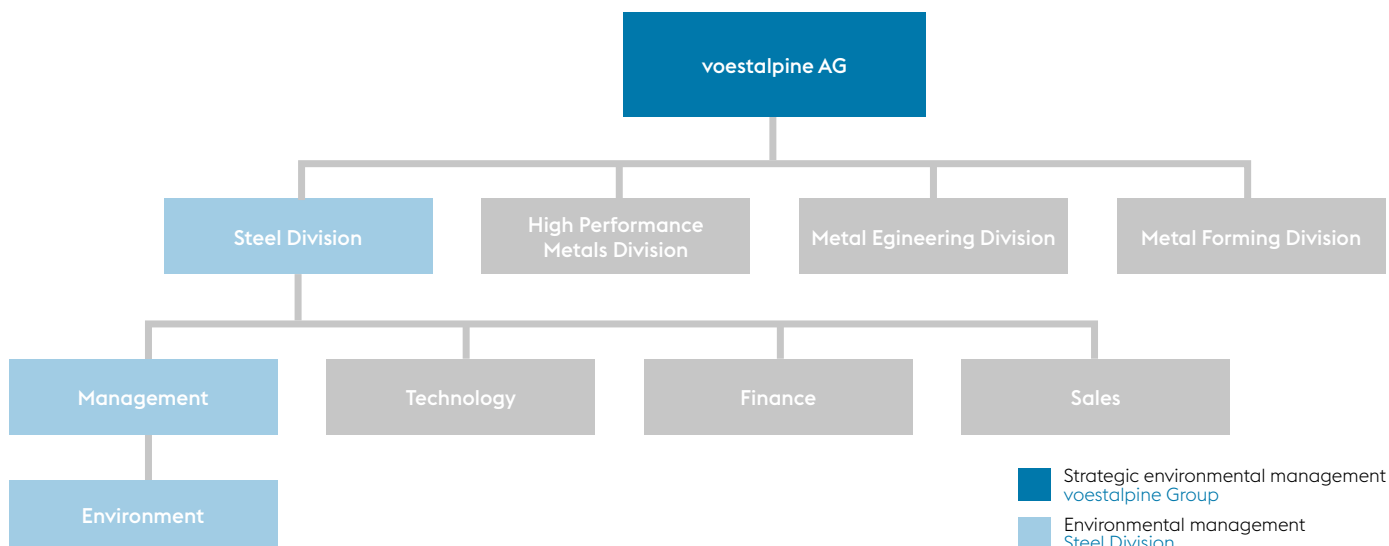 voestalpine AG
Steel Division
High Performance
Metals Division
Metal Egineering Division
Metal Forming Division
Management
Technology
Finance
Sales
Environment
Strategic environmental management
voestalpine Group
Environmental management
Steel Division